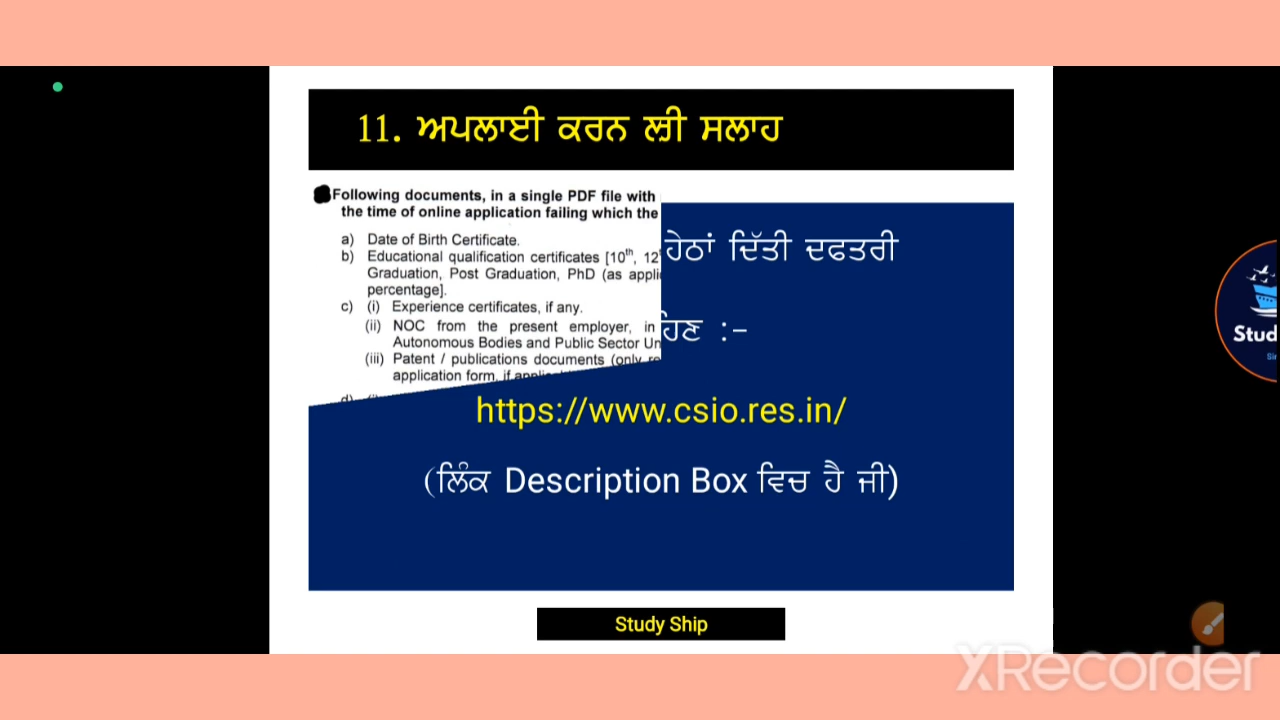 11. ਅਪਲਾਈ ਕਰਨ ਲੀ ਸਲਾਹ
Following documents, in a single PDF file with
the time of online application failing which the
a) Date of Birth Certificate.
b) Educational qualification certificates [10th, 12
Graduation, Post Graduation, PhD (as appli
percentage].
c) (i) Experience certificates, if any.
(ii) NOC from the present employer, in
Autonomous Bodies and Public Sector Un
(iii) Patent / publications documents (only
application form, if
ਹੇਠਾਂ ਦਿੱਤੀ ਦਫਤਰੀ
:-
https://www.csio.res.in/
(ਲਿੰਕ Description Box ਵਿਚ ਹੈ ਜੀ)
Study Ship
Stud
XRecorder